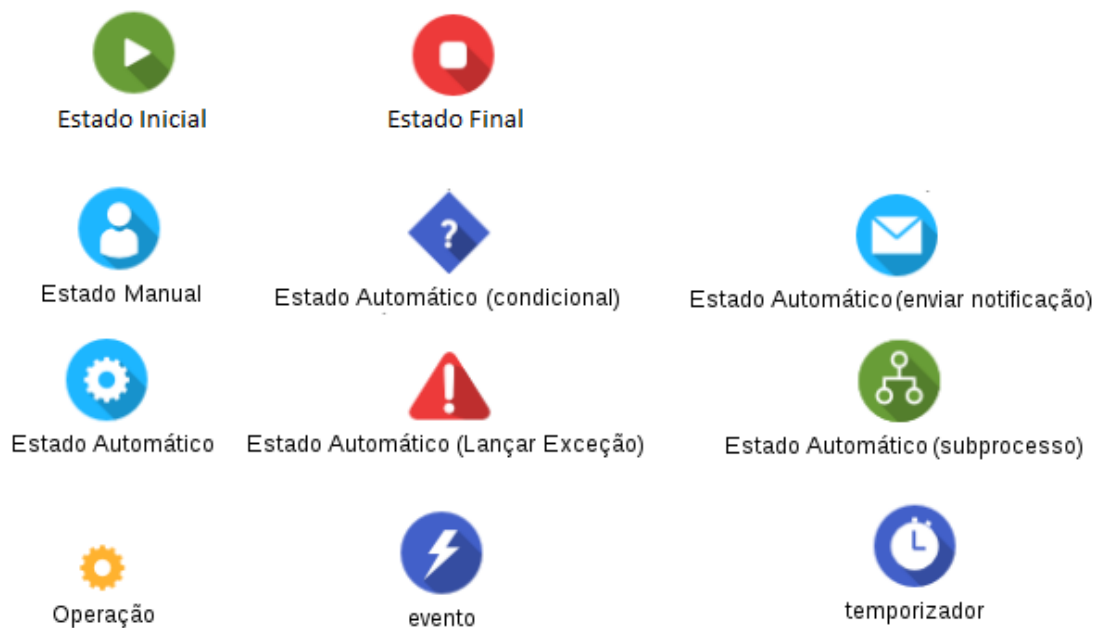 Estado Inicial
Estado Final
?
Estado Manual
Estado Automático (condicional)
Estado Automático (enviar notificação)
!
Estado Automático
Estado Automático (Lançar Exceção)
Estado Automático (subprocesso)
Operação
evento
temporizador